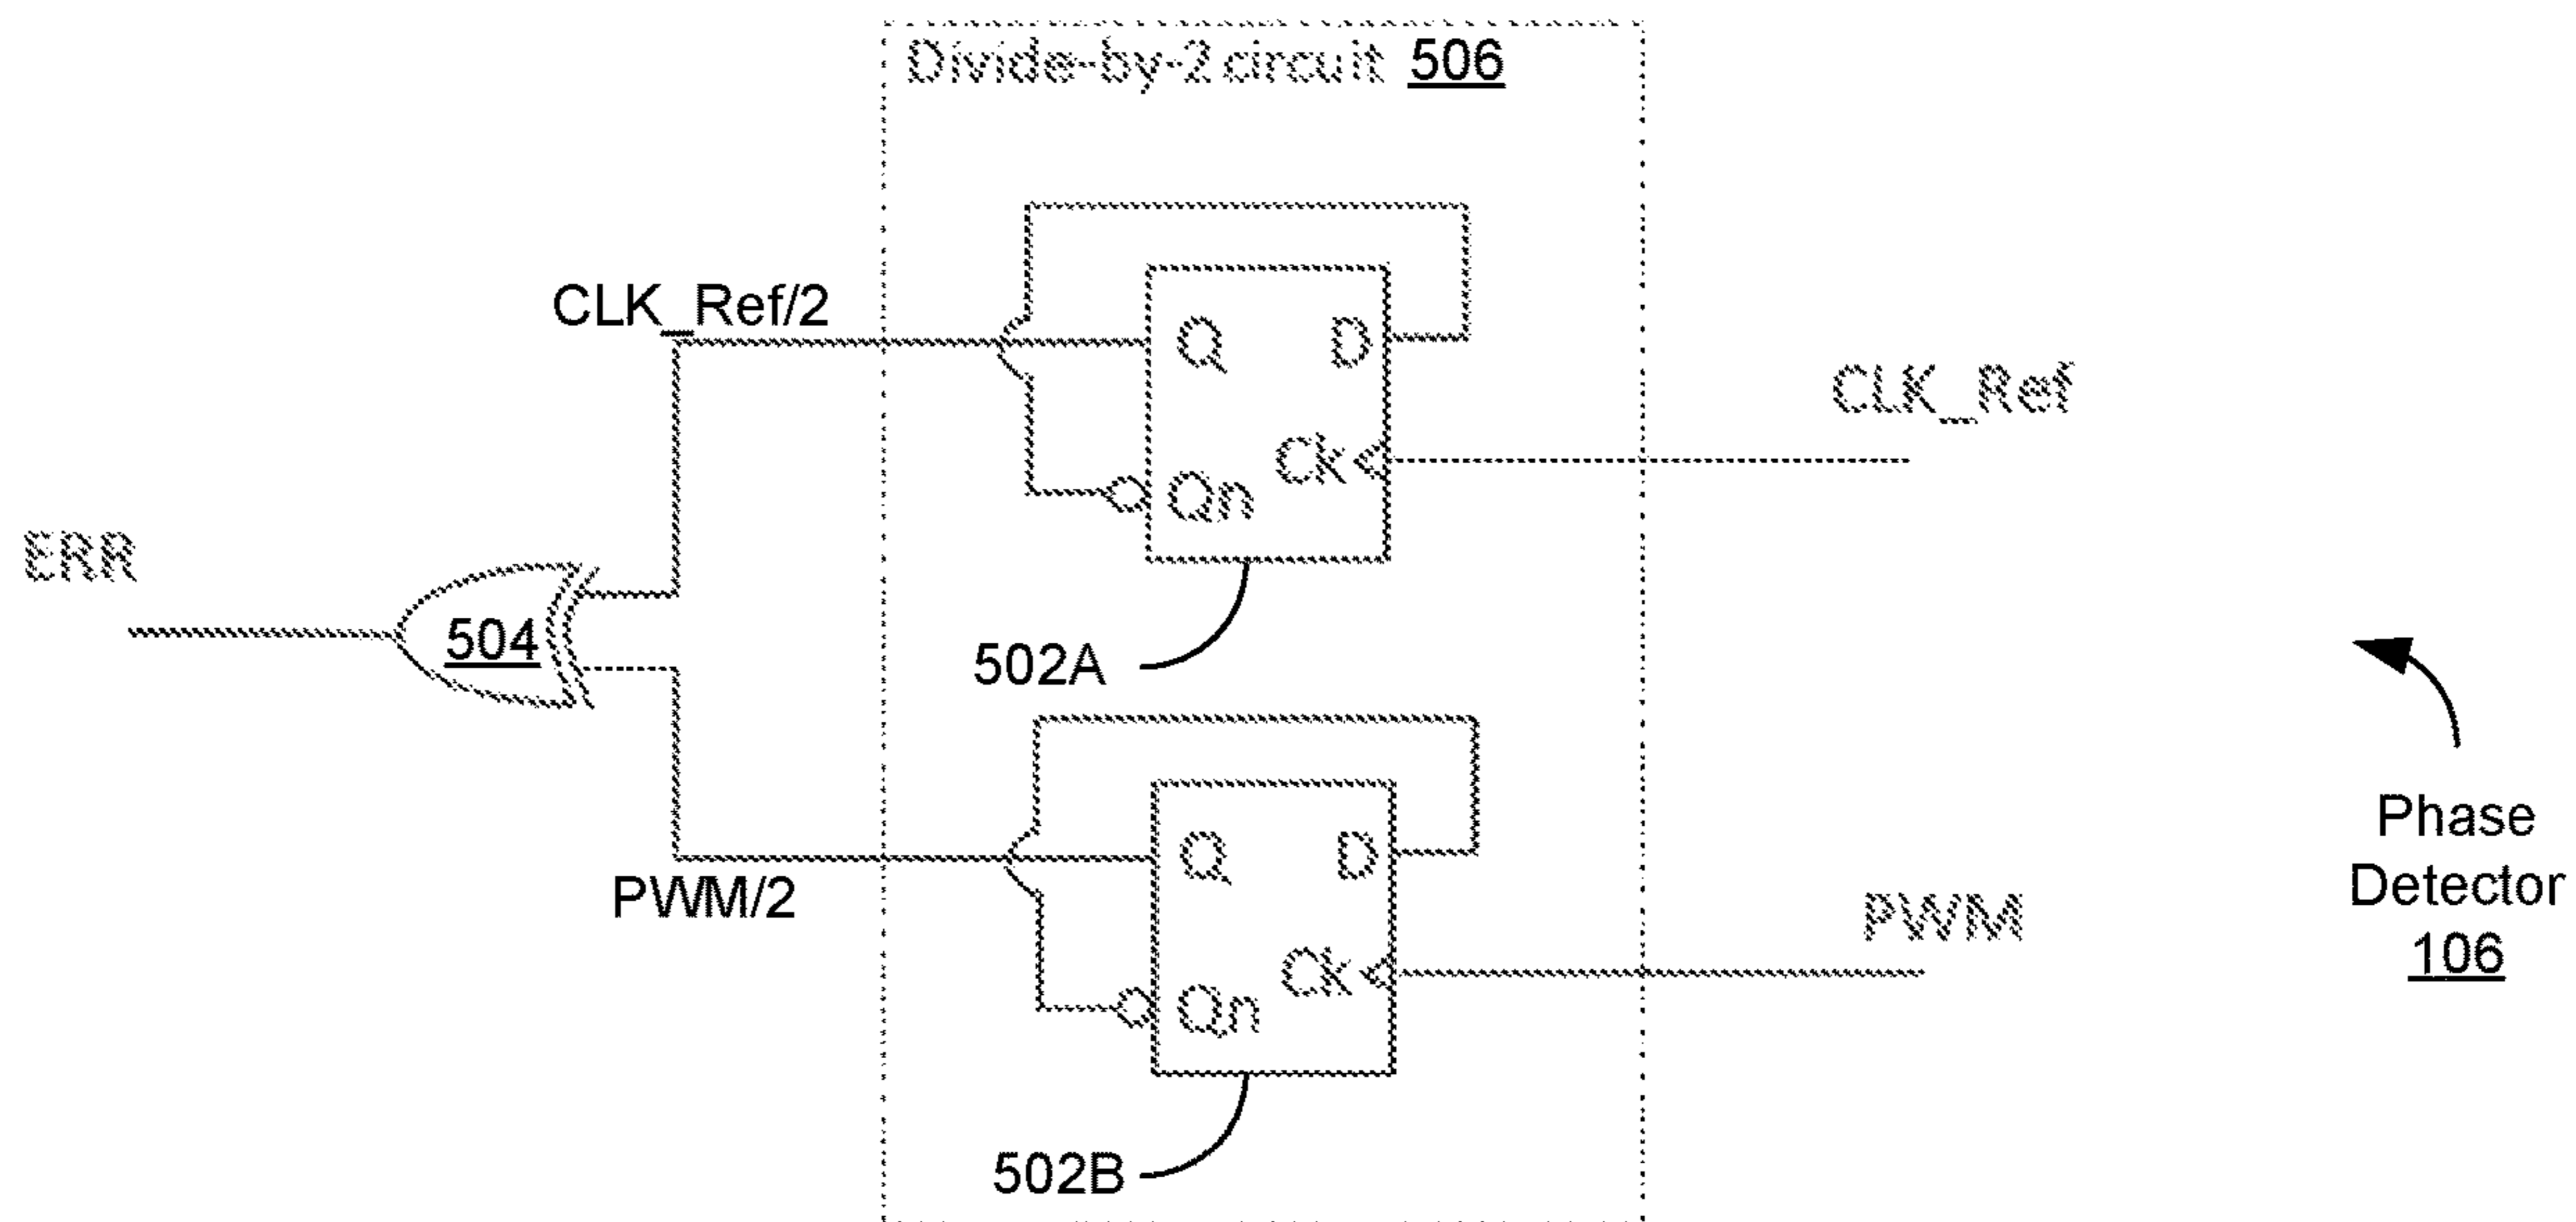 Divide-by-2 circuit 506
CLK_Ref/2
Q D
CLK_Ref
Ck
Qn
ERR
504
502A
Phase
Detector
106
Q D
PWM/2
PWM
Ck
Qn
502B